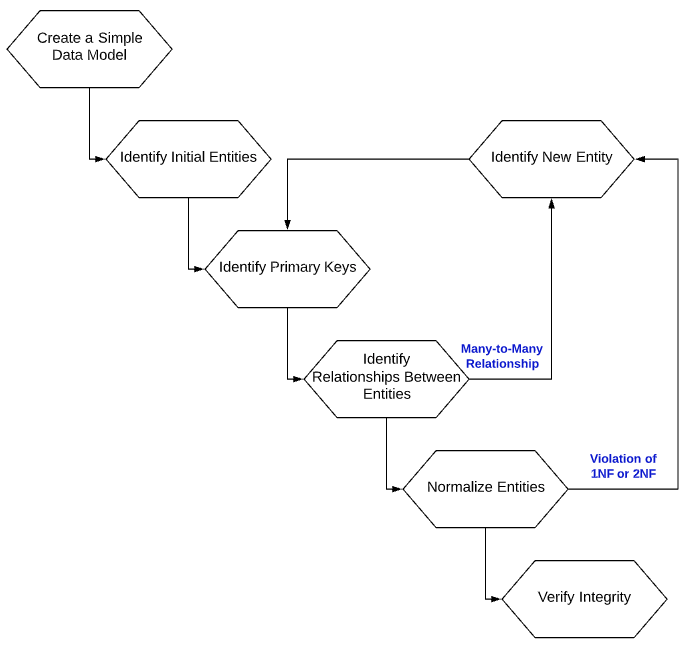 Create a Simple
Data Model
Identify Initial Entities
Identify New Entity
Identify Primary Keys
Many-to-Many
Relationship
Identify
Relationships Between
Entities
Violation of
1NF or 2NF
Normalize Entities
Verify Integrity